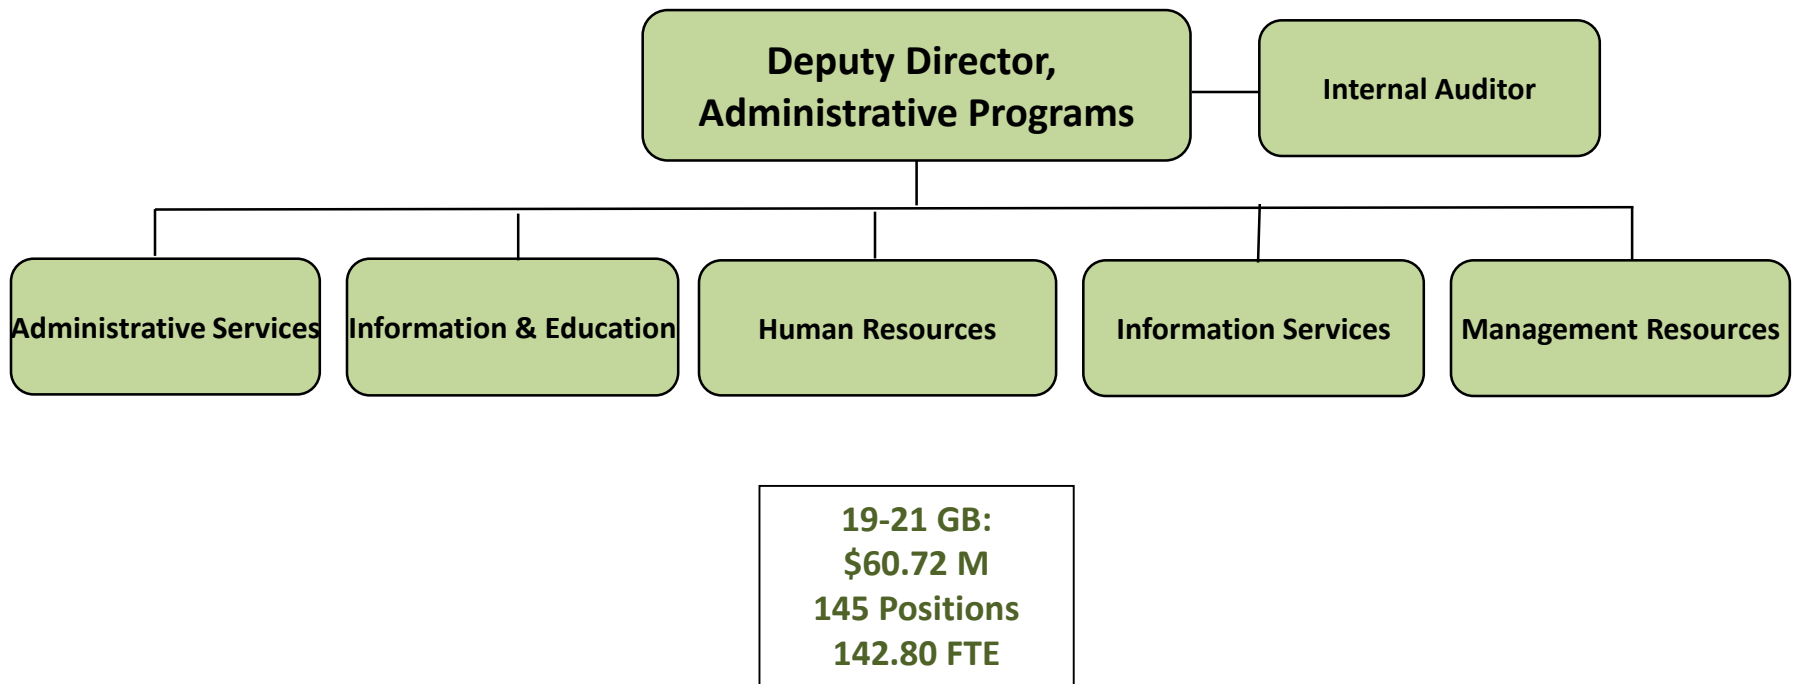 Deputy Director,
Administrative Programs
Internal Auditor
Administrative Services
Information & Education
Human Resources
Information Services
Management Resources
19-21 GB:
$60.72 M
145 Positions
142.80 FTE